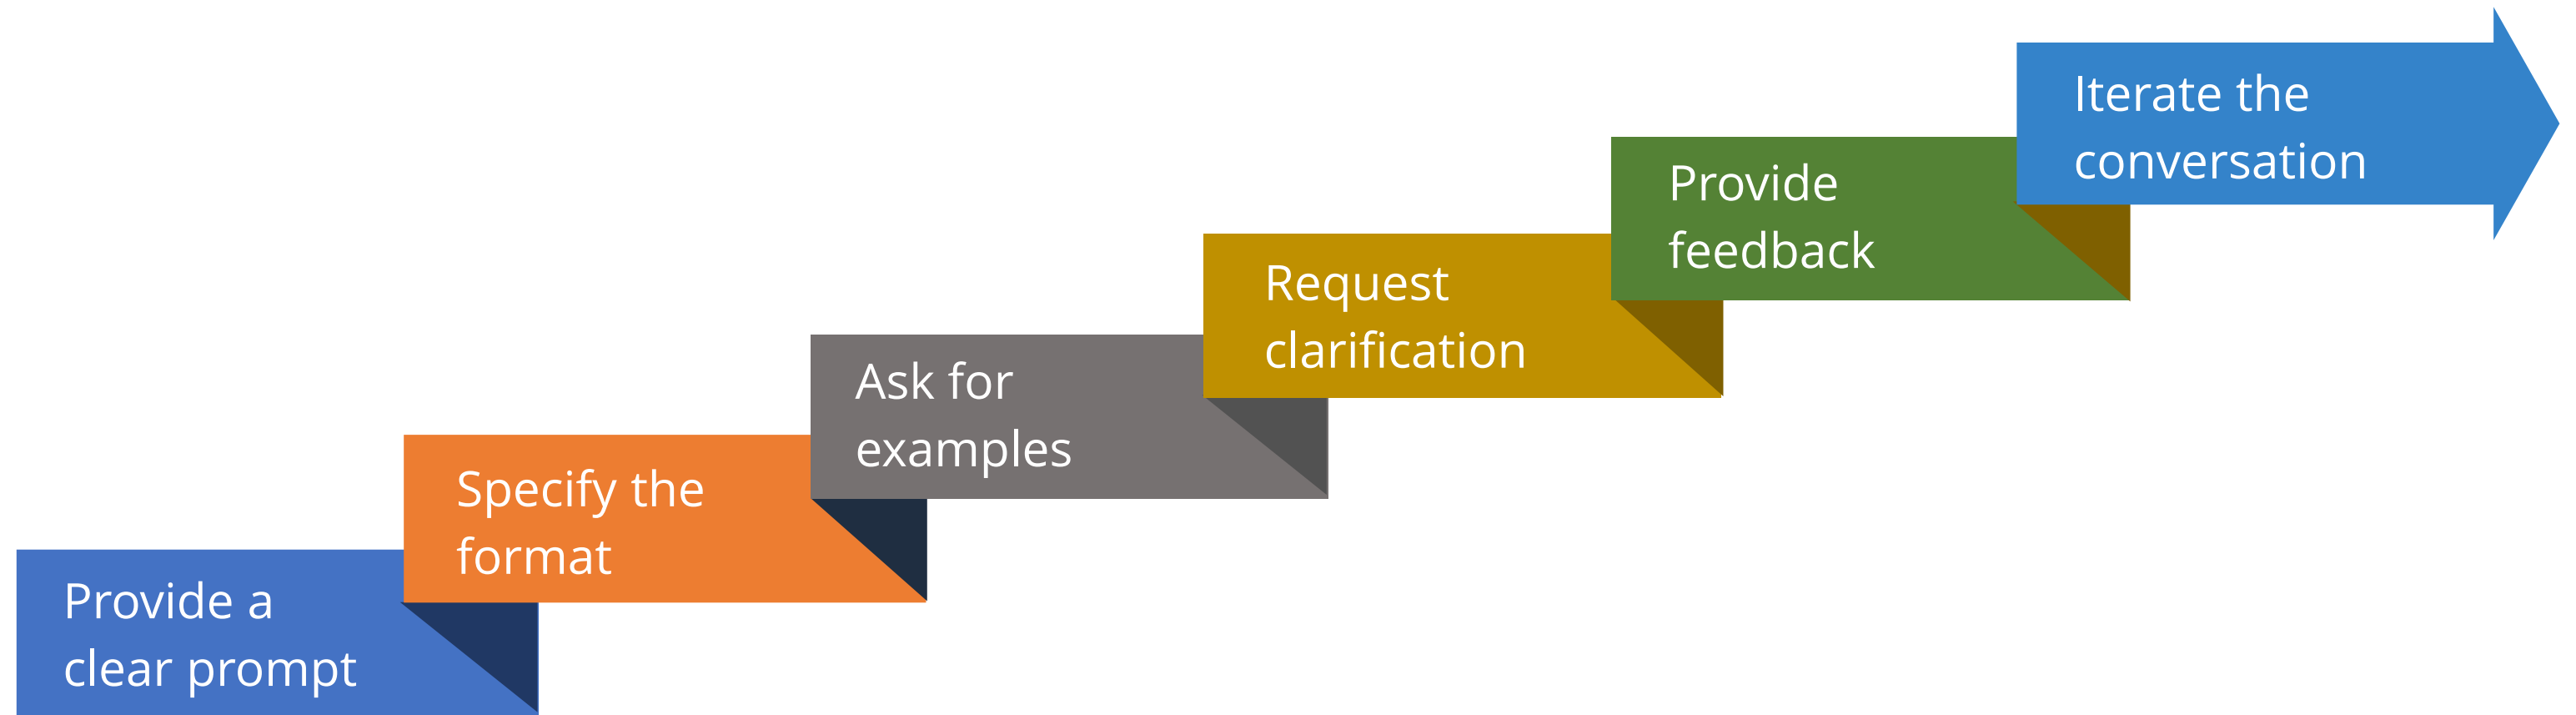 Provide a
clear prompt
Specify the
format
Ask for
examples
Request
clarification
Provide
feedback
Iterate the
conversation